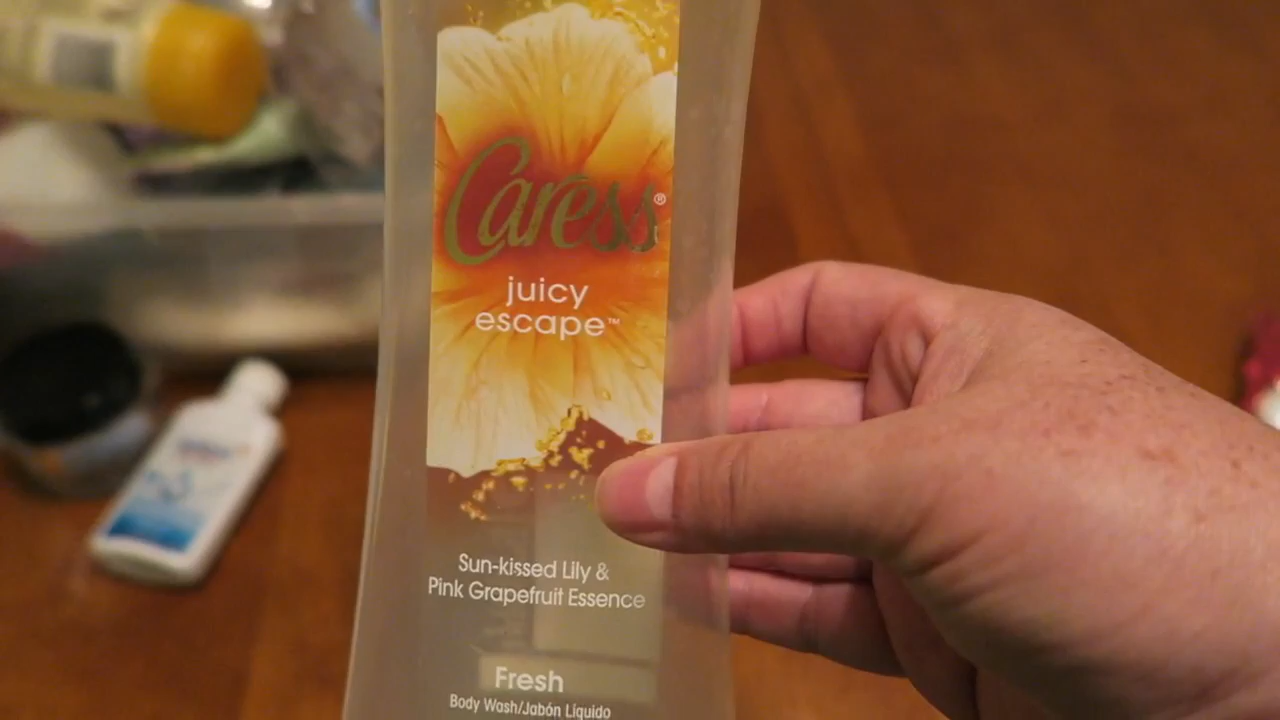 Caress®
juicy
escape™
Sun-kissed Lily &
Pink Grapefruit Essence
Fresh
Body Wash/Jabón Líquido